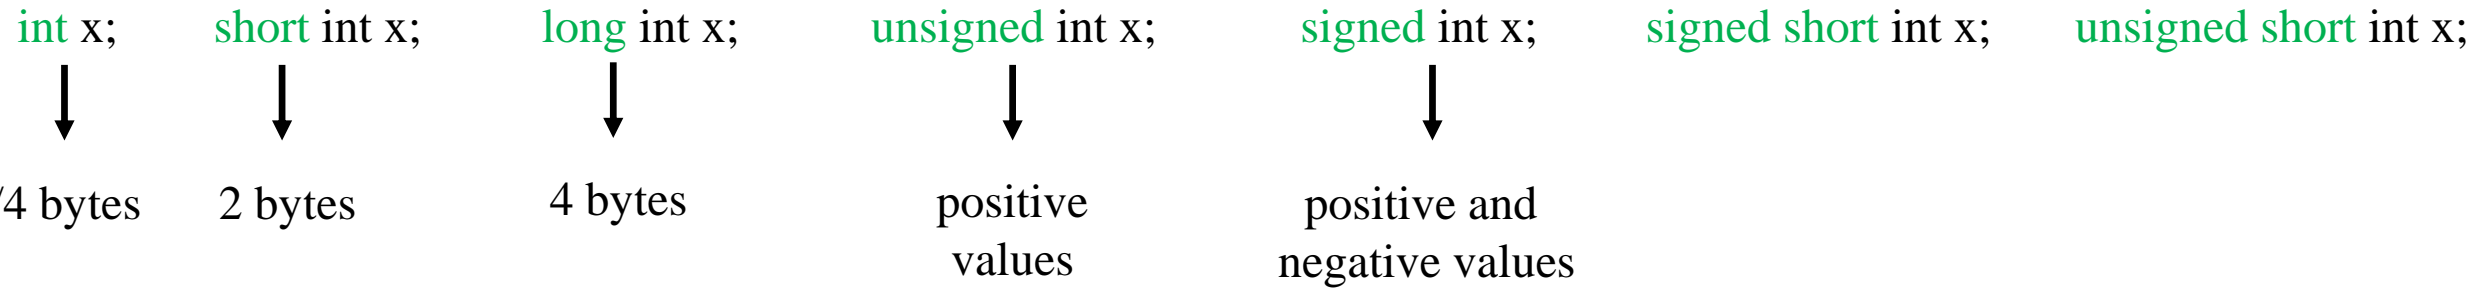 int x; short int x; long int x; unsigned int x; signed int x; signed short int x; unsigned short int x;
/4 bytes 2 bytes 4 bytes positive values positive and negative values